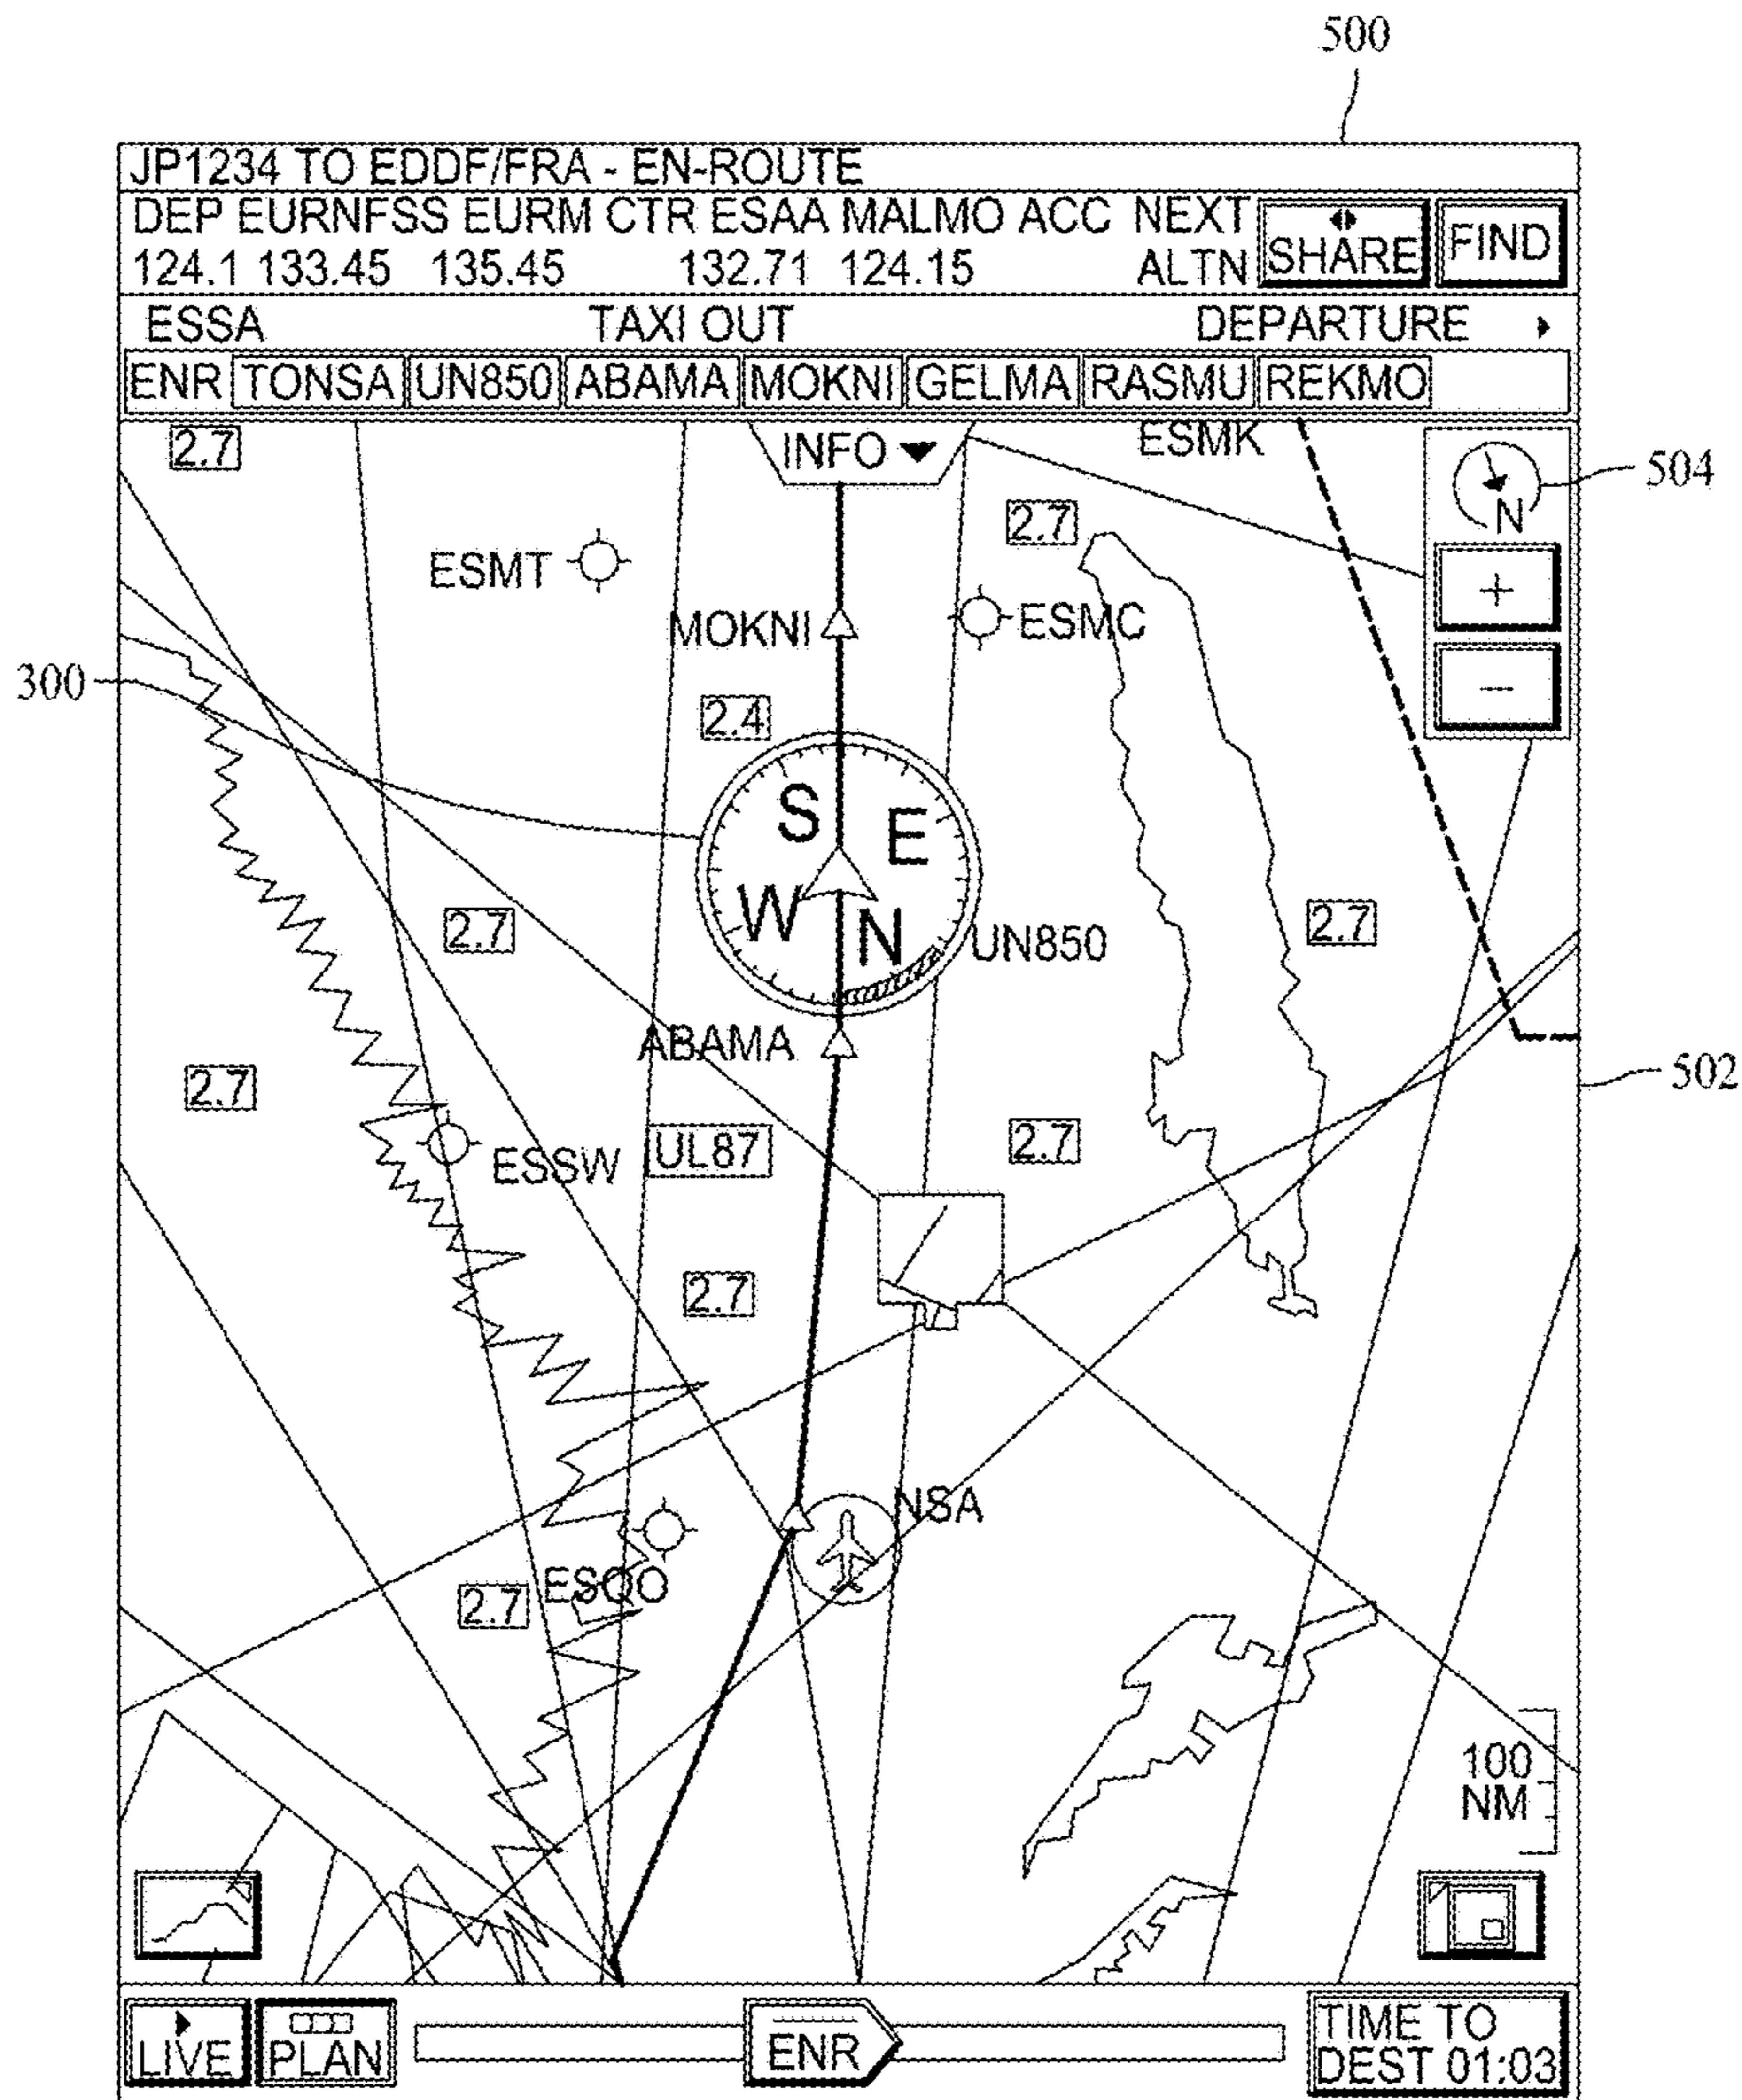 500
JP1234 TO EDDF/FRA - EN-ROUTE
DEP EURNFSS EURM CTR ESAA MALMO ACC NEXT
124.1 133.45 135.45 132.71 124.15 ALTN
SHARE FIND
ESSA TAXI OUT DEPARTURE
ENR TONSA UN850 ABAMA MOKNI GELMA RASMU REKMO
2.7 INFO ESMK
504
N
2.7
ESMT
+
MOKNI ESMC
300
−
2.4
S E
W N
2.7 2.7
UN850
ABAMA
2.7 502
2.7
ESSW UL87
2.7
NSA
ESQO
2.7
100
NM
LIVE PLAN ENR
TIME TO
DEST 01:03